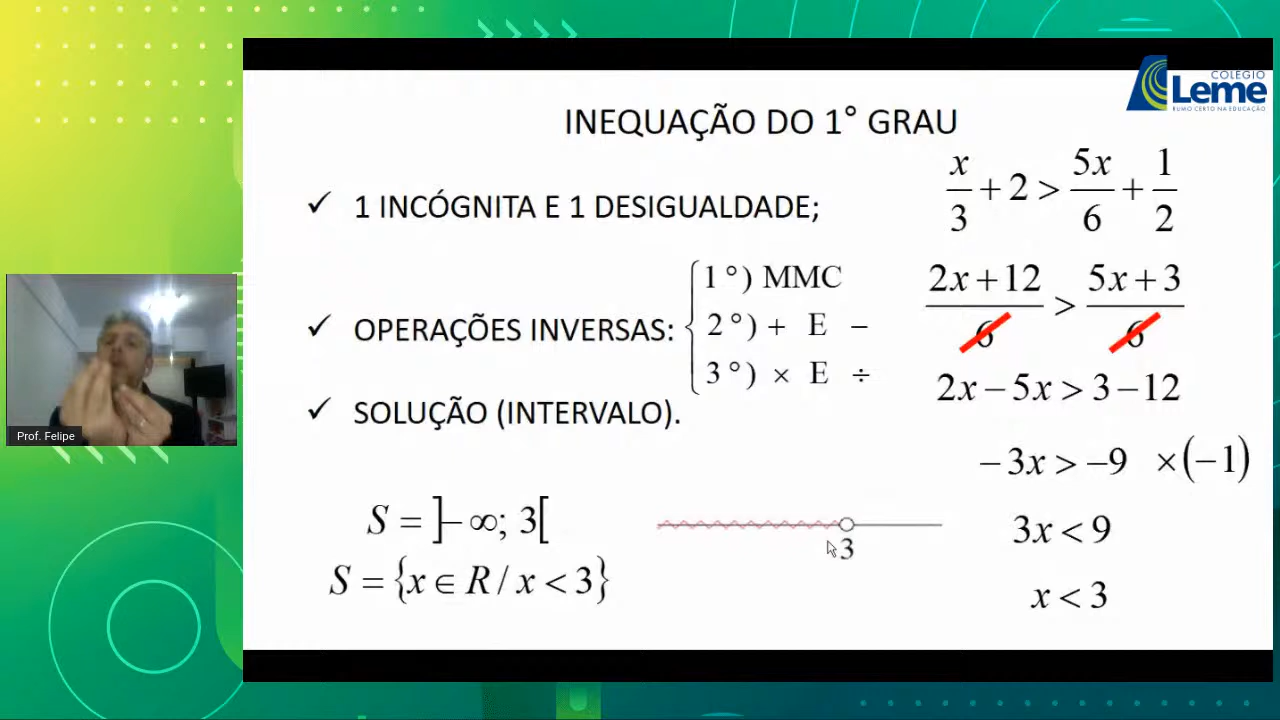 COLEGIO
Leme
RUMO CERTO NA EDUCAÇÃO
INEQUAÇÃO DO 1° GRAU
✓ 1 INCÓGNITA E 1 DESIGUALDADE;
x/3 + 2 > 5x/6 + 1/2
✓ OPERAÇÕES INVERSAS:
1°) MMC
2°) + E −
3°) × E ÷
(2x + 12)/6 > (5x + 3)/6
2x − 5x > 3 − 12
✓ SOLUÇÃO (INTERVALO).
−3x > −9 ×(−1)
S = ]−∞; 3[
3
3x < 9
S = {x ∈ R / x < 3}
x < 3
Prof. Felipe